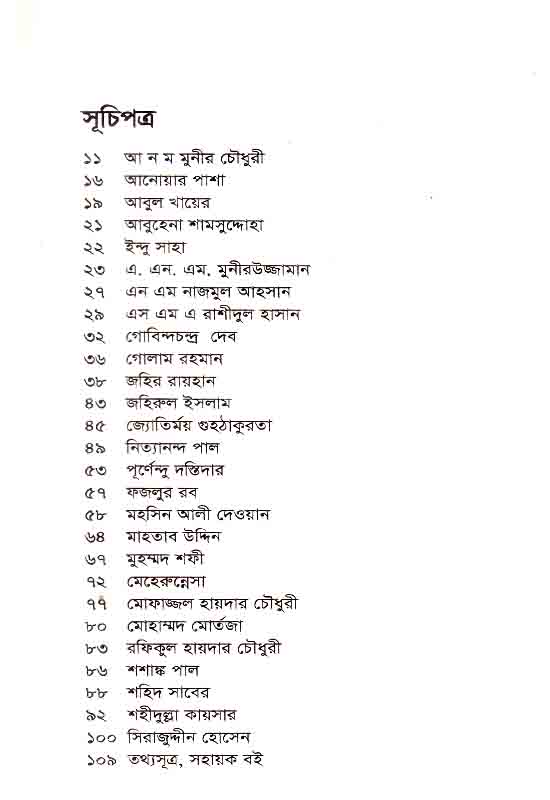 সূচিপত্র
১১ আ ন ম মুনীর চৌধুরী
১৬ আনোয়ার পাশা
১৯ আবুল খায়ের
২১ আবুহেনা শামসুদ্দোহা
২২ ইন্দু সাহা
২৩ এ. এন. এম. মুনীরউজ্জামান
২৭ এন এম নাজমুল আহসান
২৯ এস এম এ রাশীদুল হাসান
৩২ গোবিন্দচন্দ্র দেব
৩৬ গোলাম রহমান
৩৮ জহির রায়হান
৪৩ জহিরুল ইসলাম
৪৫ জ্যোতির্ময় গুহঠাকুরতা
৪৯ নিত্যানন্দ পাল
৫৩ পূর্ণেন্দু দস্তিদার
৫৭ ফজলুর রব
৫৮ মহসিন আলী দেওয়ান
৬৪ মাহতাব উদ্দিন
৬৭ মুহম্মদ শফী
৭২ মেহেরুন্নেসা
৭৭ মোফাজ্জল হায়দার চৌধুরী
৮০ মোহাম্মদ মোর্তজা
৮৩ রফিকুল হায়দার চৌধুরী
৮৬ শশাঙ্ক পাল
৮৮ শহিদ সাবের
৯২ শহীদুল্লা কায়সার
১০০ সিরাজুদ্দীন হোসেন
১০৯ তথ্যসূত্র, সহায়ক বই